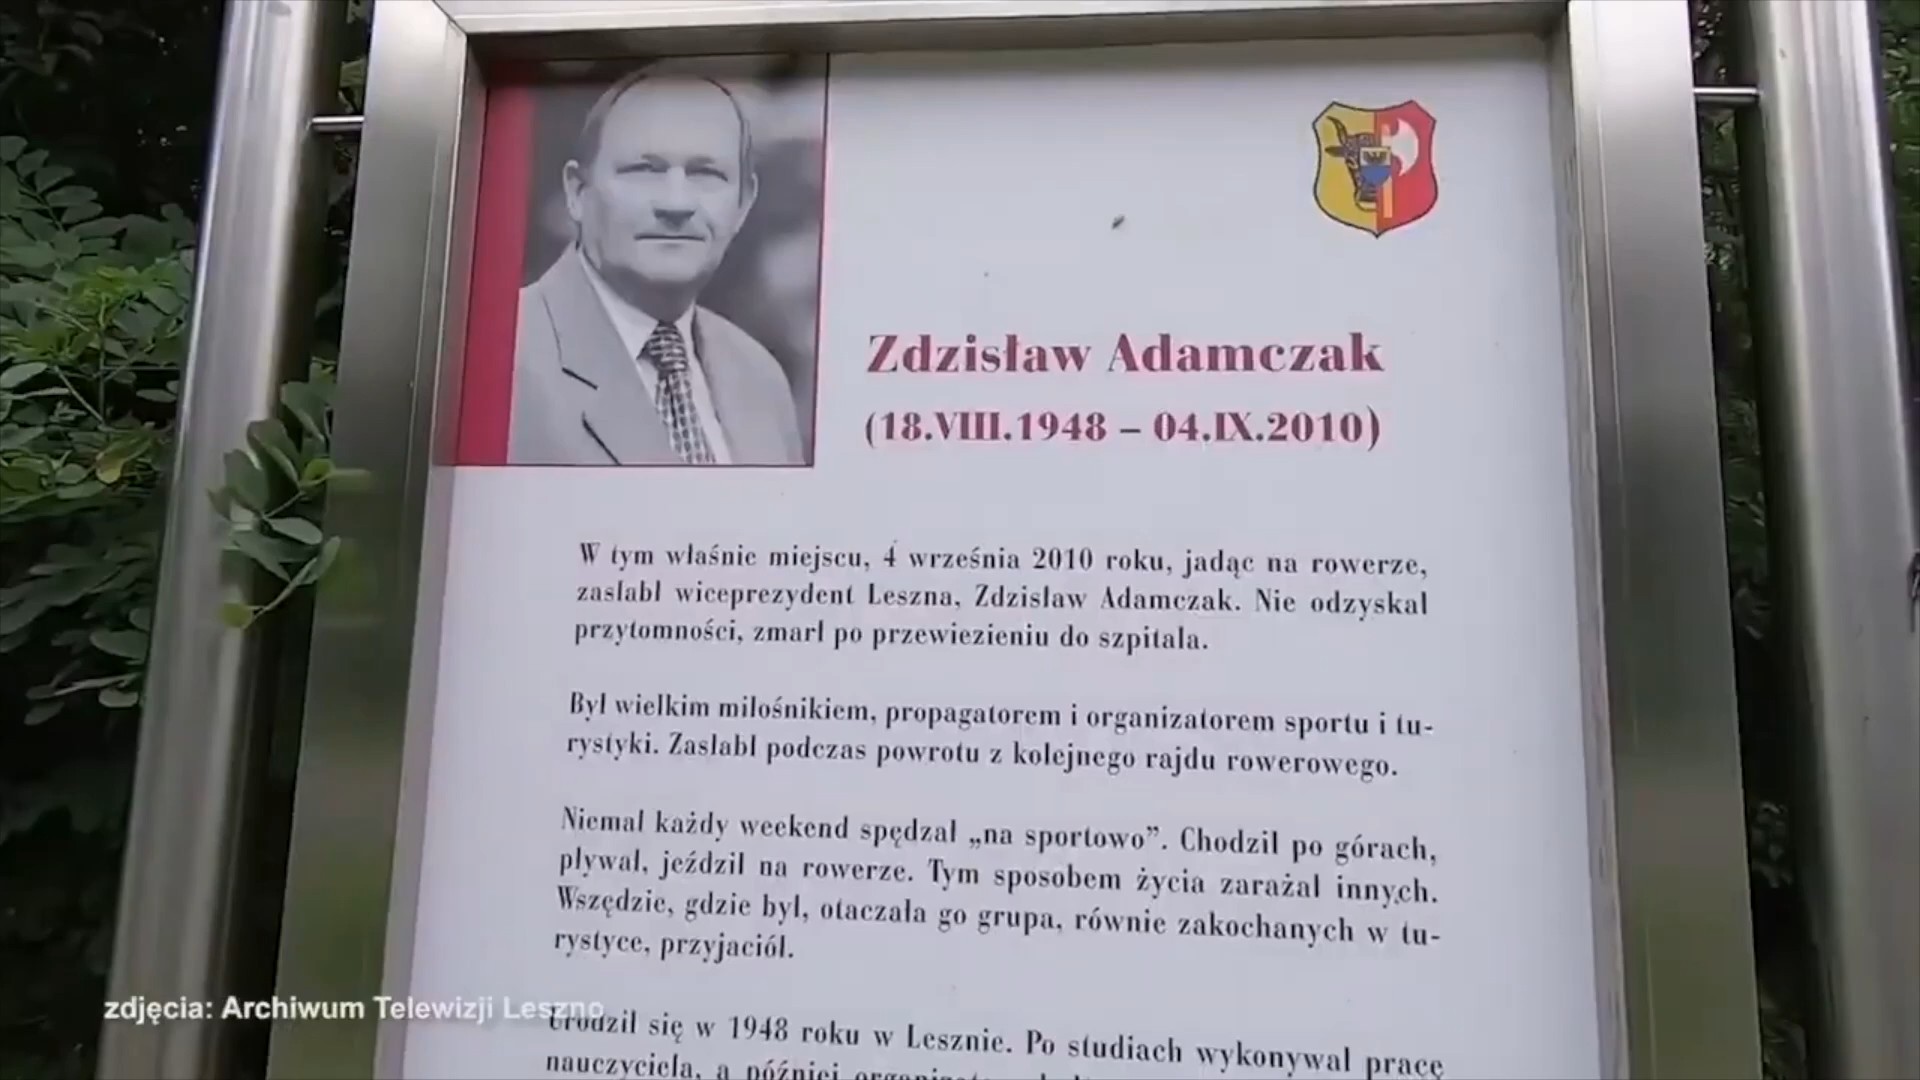 Zdzisław Adamczak
(18.VIII.1948 – 04.IX.2010)
W tym właśnie miejscu, 4 września 2010 roku, jadąc na rowerze,
zasłabł wiceprezydent Leszna, Zdzisław Adamczak. Nie odzyskał
przytomności, zmarł po przewiezieniu do szpitala.
Był wielkim miłośnikiem, propagatorem i organizatorem sportu i tu-
rystyki. Zasłabł podczas powrotu z kolejnego rajdu rowerowego.
Niemal każdy weekend spędzał „na sportowo”. Chodził po górach,
pływał, jeździł na rowerze. Tym sposobem życia zarażał innych.
Wszędzie, gdzie był, otaczała go grupa, równie zakochanych w tu-
rystyce, przyjaciół.
Urodził się w 1948 roku w Lesznie. Po studiach wykonywał pracę
nauczyciela, a później
zdjęcia: Archiwum Telewizji Leszno